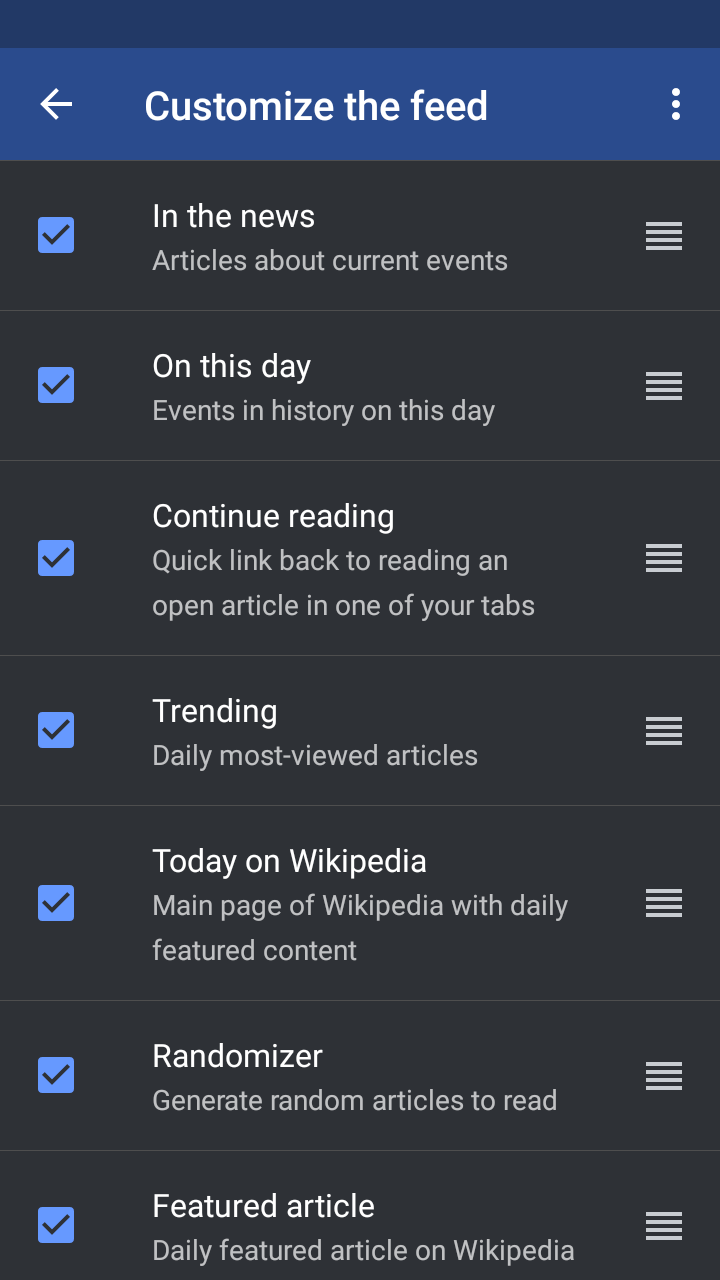 Customize the feed
In the news
Articles about current events
On this day
Events in history on this day
Continue reading
Quick link back to reading an
open article in one of your tabs
Trending
Daily most-viewed articles
Today on Wikipedia
Main page of Wikipedia with daily
featured content
Randomizer
Generate random articles to read
Featured article
Daily featured article on Wikipedia